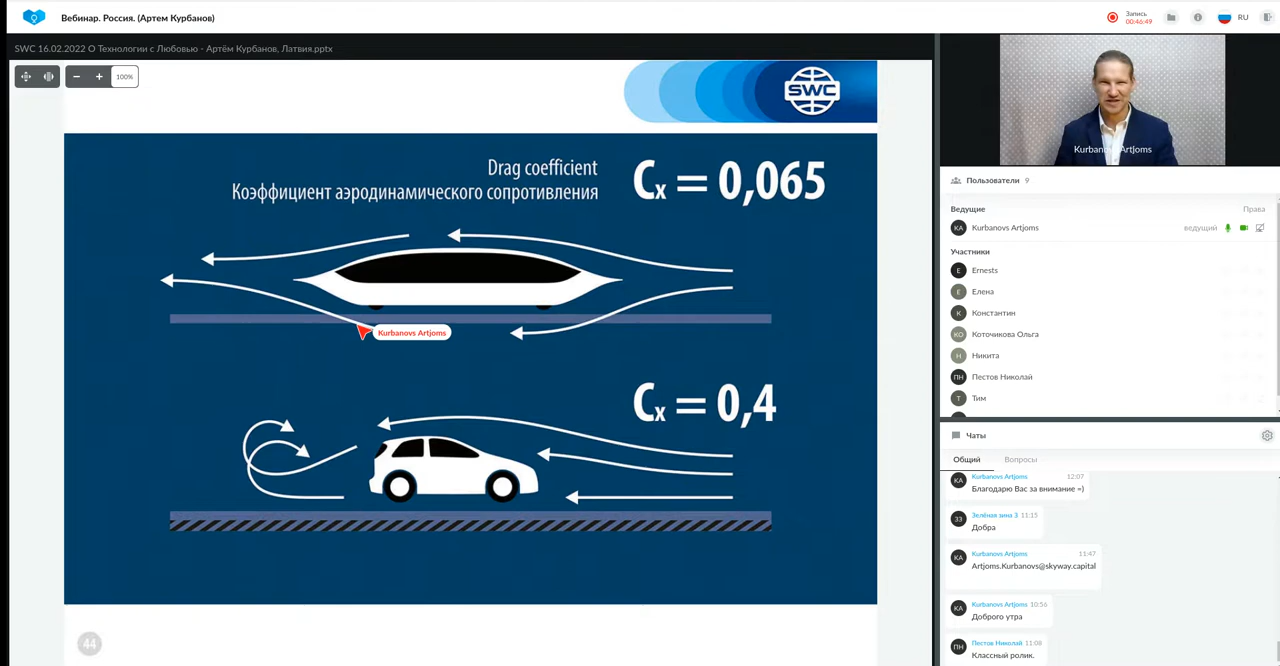 Вебинар. Россия. (Артем Курбанов)
Запись
00:46:49
RU
SWC 16.02.2022 О Технологии с Любовью - Артём Курбанов, Латвия.pptx
100%
SWC
Drag coefficient
Коэффициент аэродинамического сопротивления
Cx = 0,065
Kurbanovs Artjoms
Cx = 0,4
44
Kurbanovs Artjoms
Пользователи 9
Ведущие Права
KA Kurbanovs Artjoms ведущий
Участники
E Ernests
Е Елена
К Константин
КО Коточикова Ольга
Н Никита
ПН Пестов Николай
Т Тим
Чаты
Общий Вопросы
KA Kurbanovs Artjoms 12:07
Благодарю Вас за внимание =)
ЗЗ Зелёная зина З 11:15
Добра
KA Kurbanovs Artjoms 11:47
Artjoms.Kurbanovs@skyway.capital
KA Kurbanovs Artjoms 10:56
Доброго утра
ПН Пестов Николай 11:08
Классный ролик.